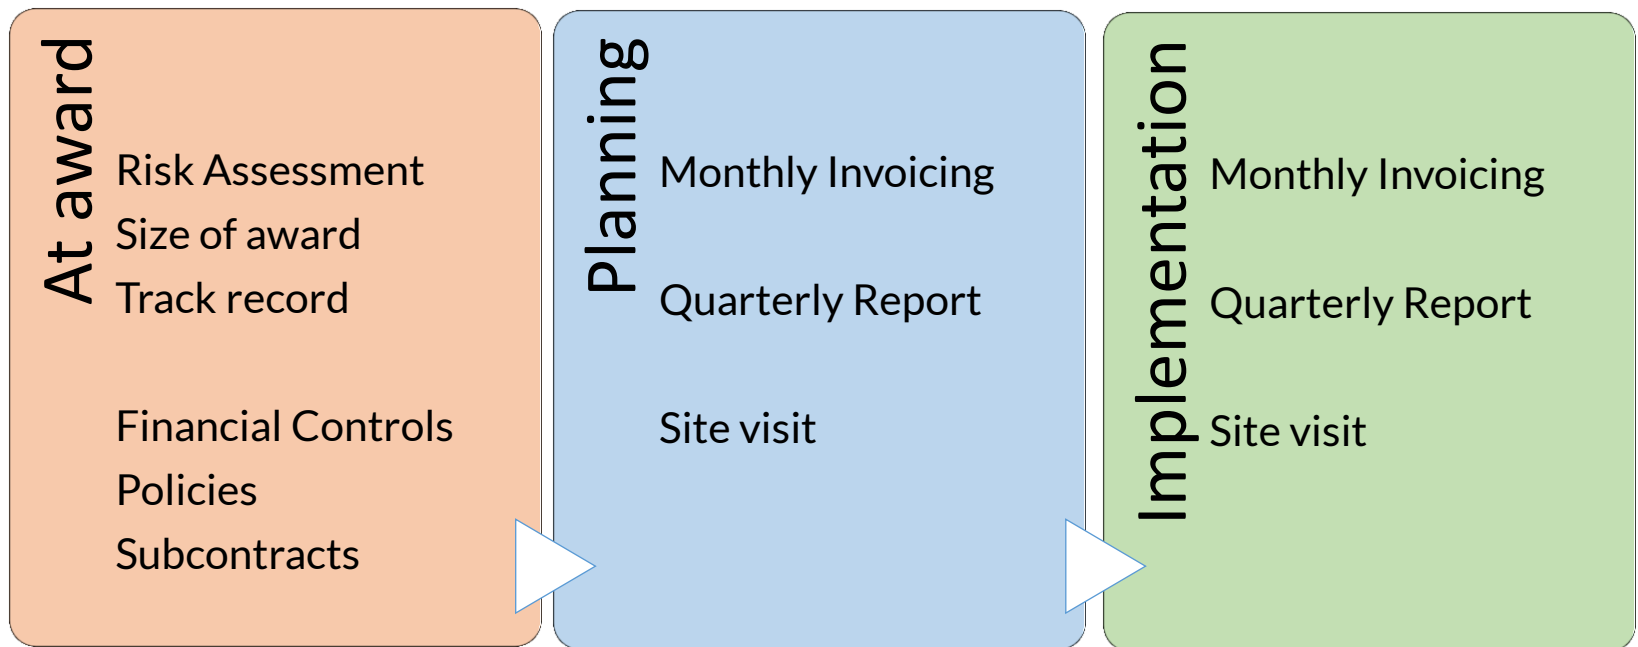 At award
Risk Assessment
Size of award
Track record
Financial Controls
Policies
Subcontracts
Planning
Monthly Invoicing
Quarterly Report
Site visit
Implementation
Monthly Invoicing
Quarterly Report
Site visit